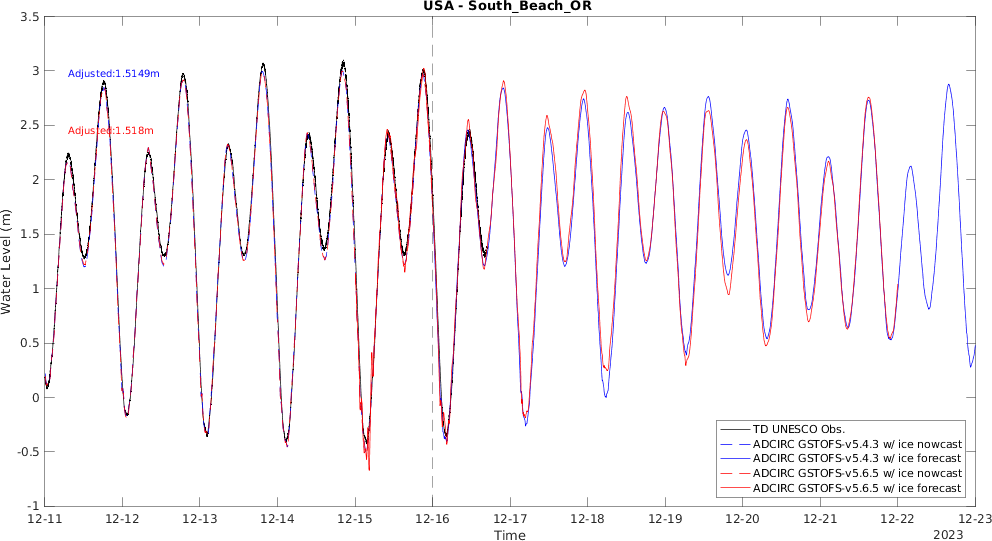 USA - South_Beach_OR
3.5
3
2.5
2
1.5
1
0.5
0
-0.5
-1
Water Level (m)
Adjusted:1.5149m
Adjusted:1.518m
TD UNESCO Obs.
ADCIRC GSTOFS-v5.4.3 w/ ice nowcast
ADCIRC GSTOFS-v5.4.3 w/ ice forecast
ADCIRC GSTOFS-v5.6.5 w/ ice nowcast
ADCIRC GSTOFS-v5.6.5 w/ ice forecast
12-11 12-12 12-13 12-14 12-15 12-16 12-17 12-18 12-19 12-20 12-21 12-22 12-23
Time
2023